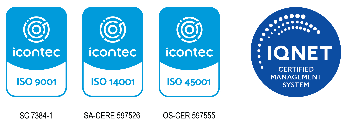 icontec
ISO 9001
SC 7384-1
icontec
ISO 14001
SA-CERE 597526
icontec
ISO 45001
OS-CER 597555
IQNET
CERTIFIED
MANAGEMENT
SYSTEM